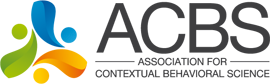 ACBS
ASSOCIATION FOR
CONTEXTUAL BEHAVIORAL SCIENCE